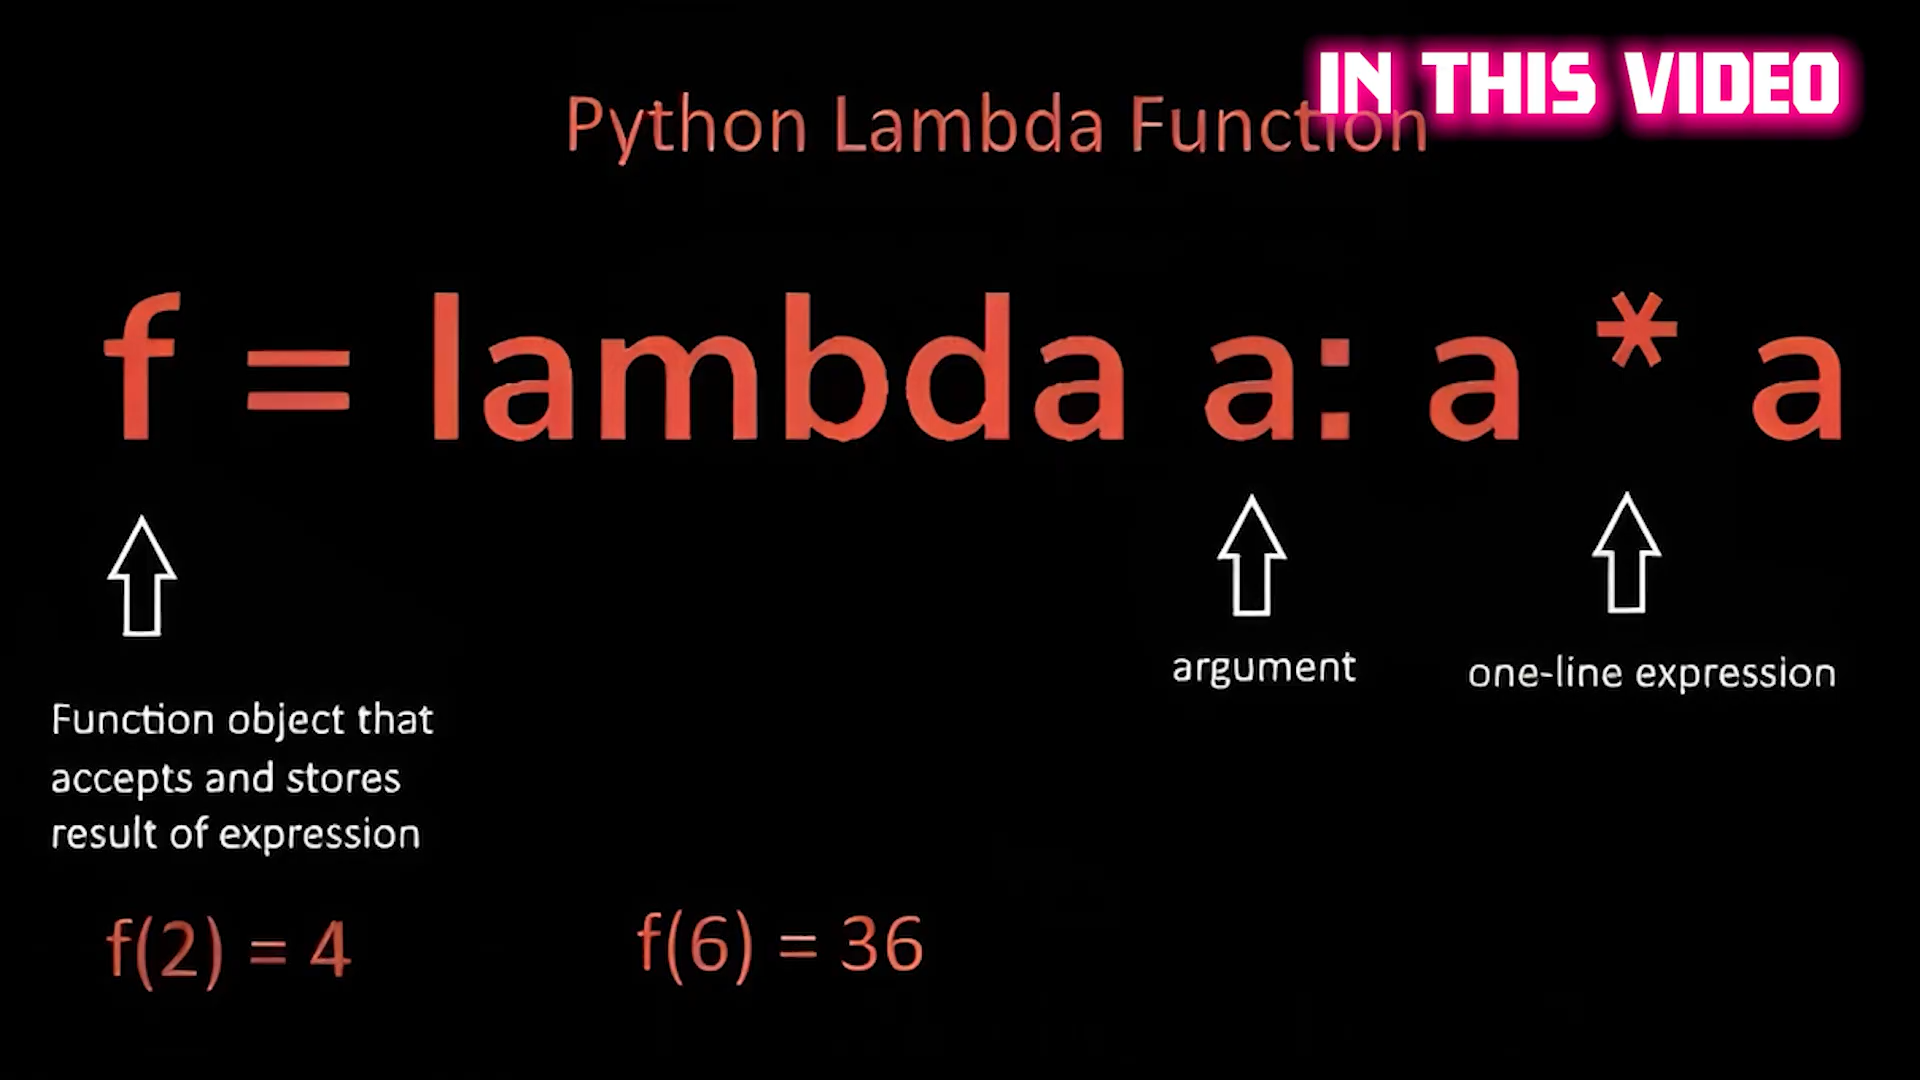 IN THIS VIDEO
Python Lambda Function
f = lambda a: a * a
argument
one-line expression
Function object that
accepts and stores
result of expression
f(2) = 4
f(6) = 36